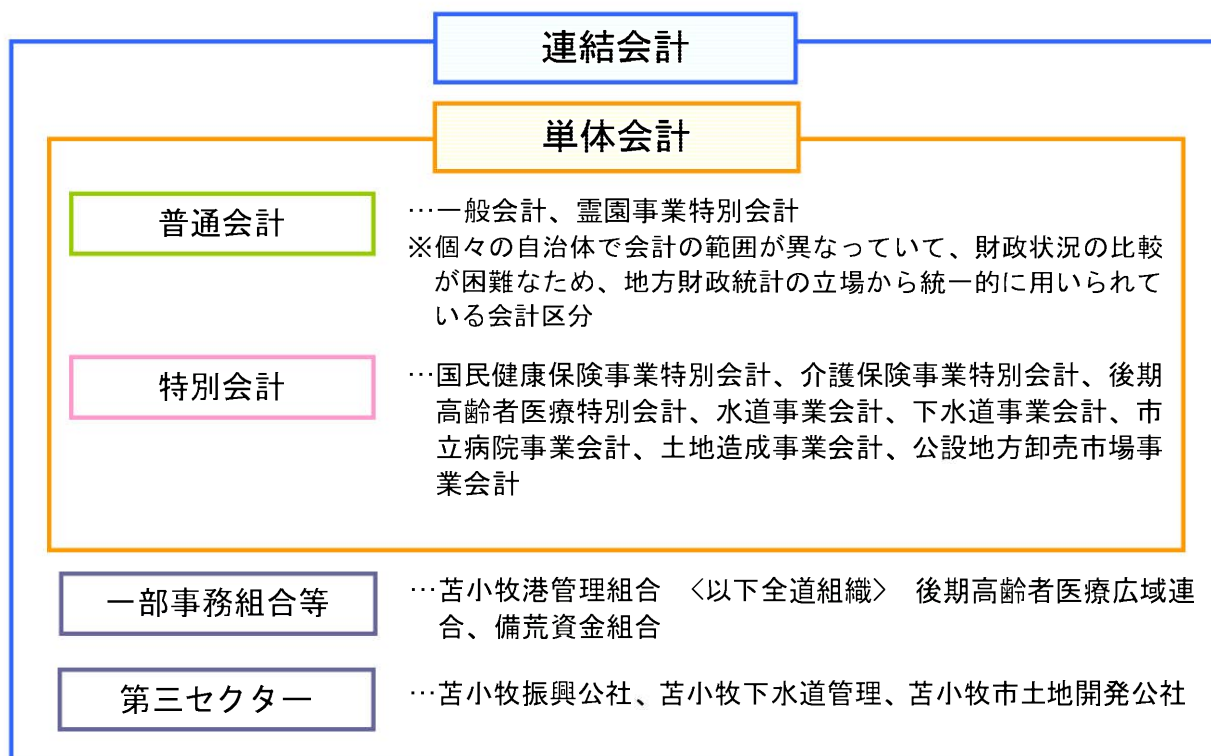 連結会計
単体会計
普通会計
…一般会計、霊園事業特別会計
※個々の自治体で会計の範囲が異なっていて、財政状況の比較
が困難なため、地方財政統計の立場から統一的に用いられて
いる会計区分
特別会計
…国民健康保険事業特別会計、介護保険事業特別会計、後期
高齢者医療特別会計、水道事業会計、下水道事業会計、市
立病院事業会計、土地造成事業会計、公設地方卸売市場事
業会計
一部事務組合等
…苫小牧港管理組合　〈以下全道組織〉　後期高齢者医療広域連
合、備荒資金組合
第三セクター
…苫小牧振興公社、苫小牧下水道管理、苫小牧市土地開発公社